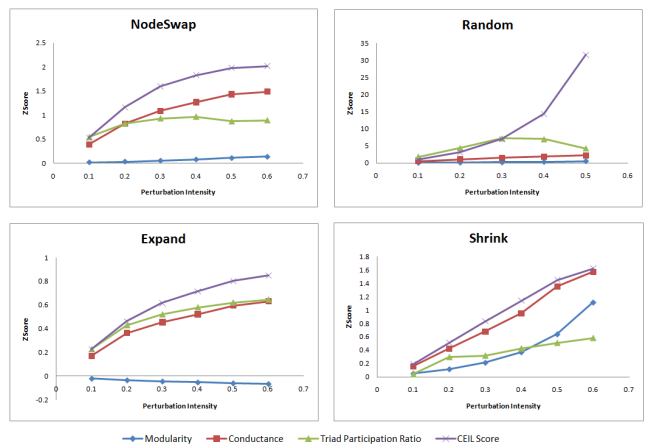 NodeSwap
2.5
2
1.5
1
0.5
0
ZScore
0 0.1 0.2 0.3 0.4 0.5 0.6 0.7
Perturbation Intensity
Random
35
30
25
20
15
10
5
0
ZScore
0 0.1 0.2 0.3 0.4 0.5 0.6
Perturbation Intensity
Expand
1
0.8
0.6
0.4
0.2
0
-0.2
ZScore
0 0.1 0.2 0.3 0.4 0.5 0.6 0.7
Perturbation Intensity
Shrink
1.8
1.6
1.4
1.2
1
0.8
0.6
0.4
0.2
0
ZScore
0 0.1 0.2 0.3 0.4 0.5 0.6 0.7
Perturbation Intensity
Modularity Conductance Triad Participation Ratio CEIL Score